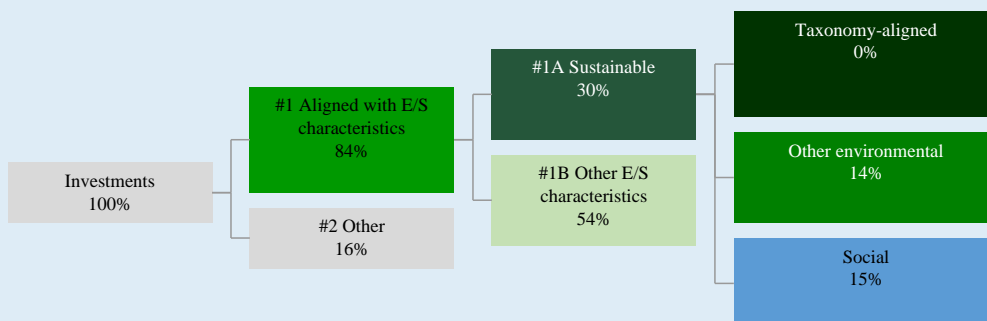 Investments
100%
#1 Aligned with E/S
characteristics
84%
#2 Other
16%
#1A Sustainable
30%
#1B Other E/S
characteristics
54%
Taxonomy-aligned
0%
Other environmental
14%
Social
15%